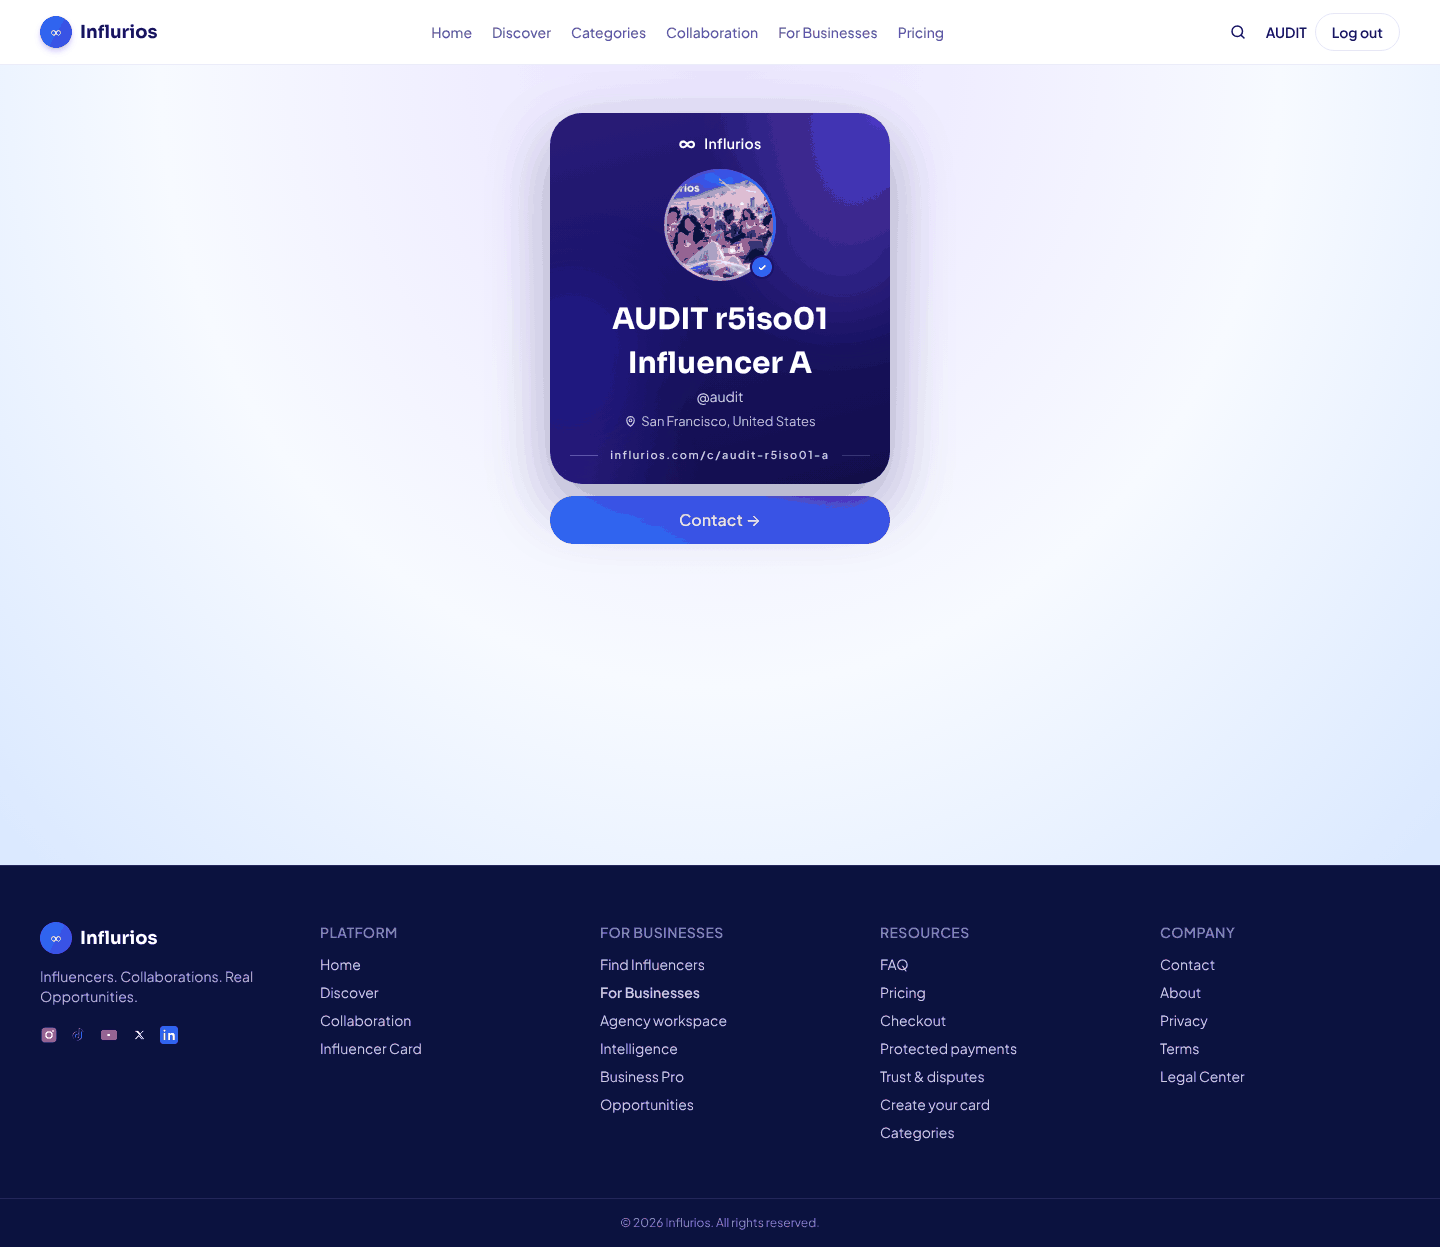 ∞ Influrios
Home Discover Categories Collaboration For Businesses Pricing
AUDIT Log out
∞ Influrios
rios
AUDIT r5iso01
Influencer A
@audit
San Francisco, United States
influrios.com/c/audit-r5iso01-a
Contact →
∞ Influrios
Influencers. Collaborations. Real
Opportunities.
PLATFORM
Home
Discover
Collaboration
Influencer Card
FOR BUSINESSES
Find Influencers
For Businesses
Agency workspace
Intelligence
Business Pro
Opportunities
RESOURCES
FAQ
Pricing
Checkout
Protected payments
Trust & disputes
Create your card
Categories
COMPANY
Contact
About
Privacy
Terms
Legal Center
© 2026 Influrios. All rights reserved.